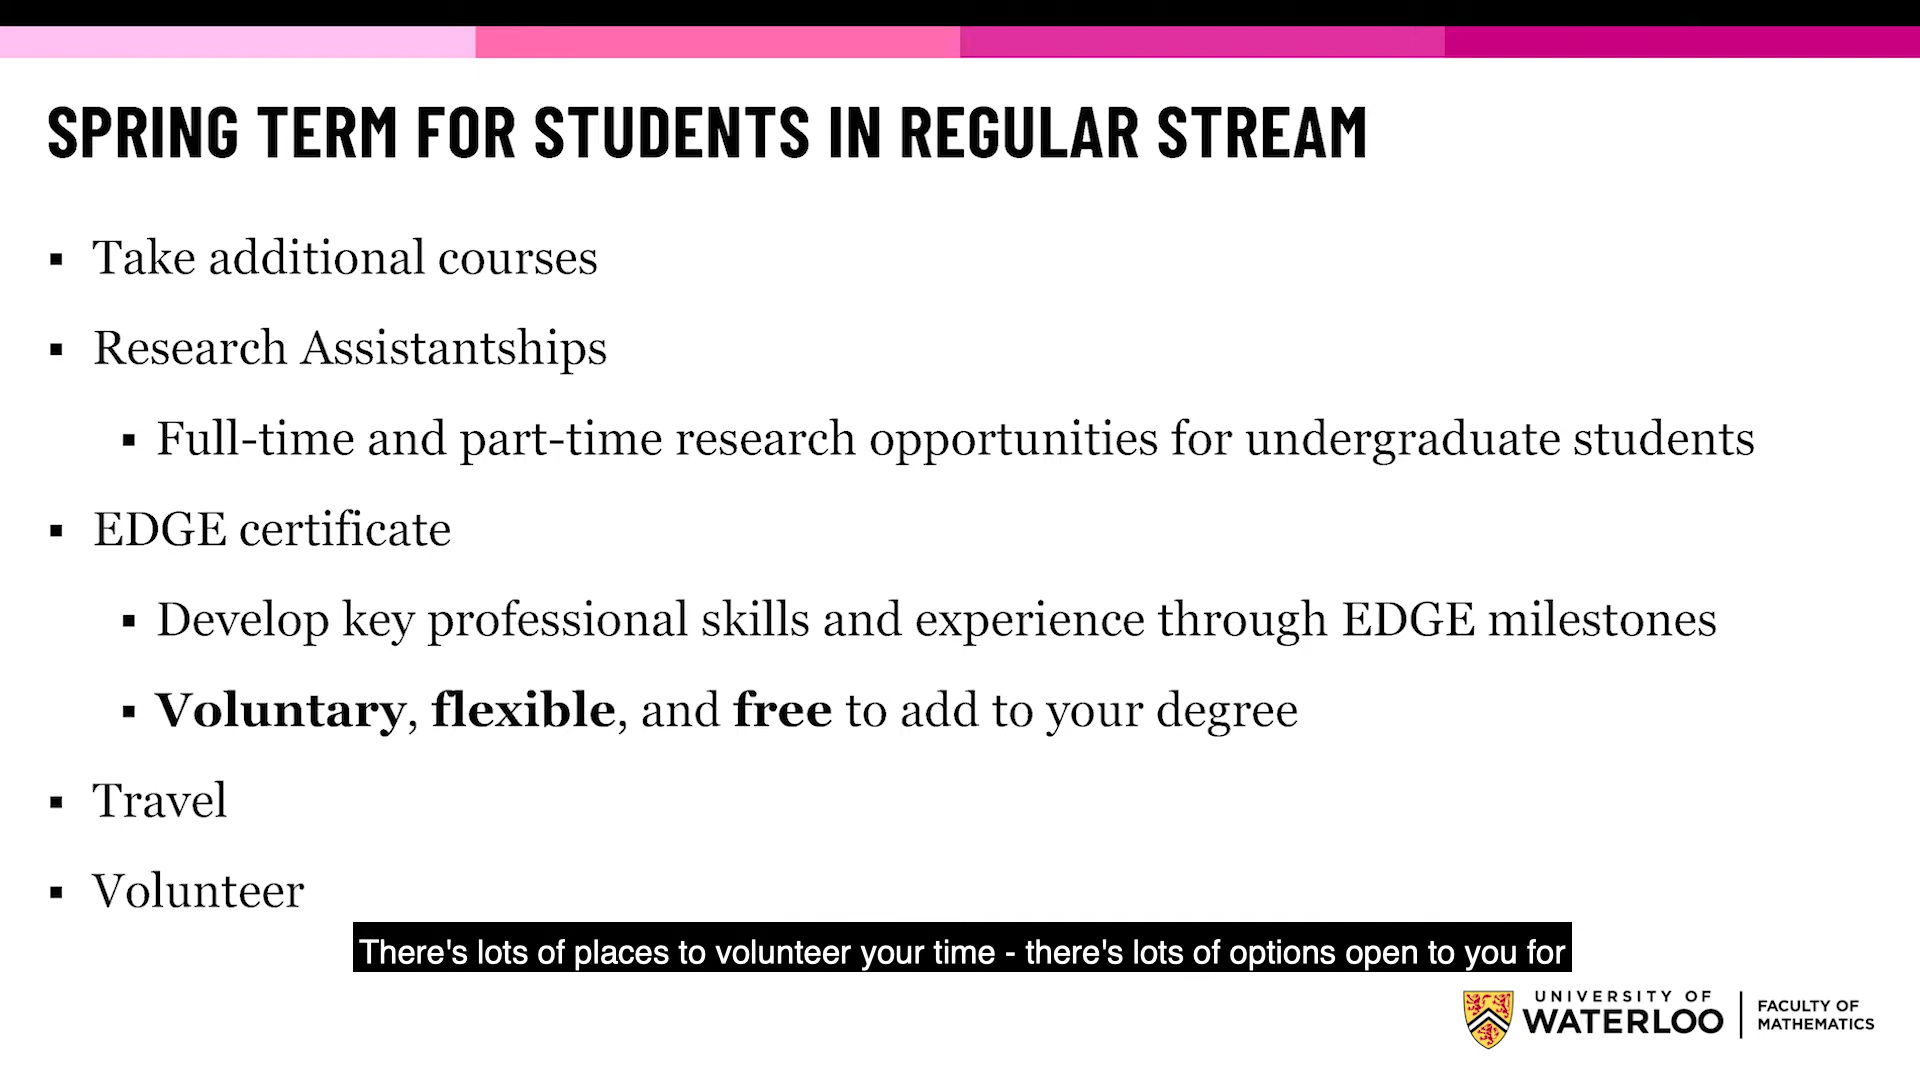 SPRING TERM FOR STUDENTS IN REGULAR STREAM
▪ Take additional courses
▪ Research Assistantships
▪ Full-time and part-time research opportunities for undergraduate students
▪ EDGE certificate
▪ Develop key professional skills and experience through EDGE milestones
▪ Voluntary, flexible, and free to add to your degree
▪ Travel
▪ Volunteer
There's lots of places to volunteer your time - there's lots of options open to you for
UNIVERSITY OF
WATERLOO
FACULTY OF
MATHEMATICS